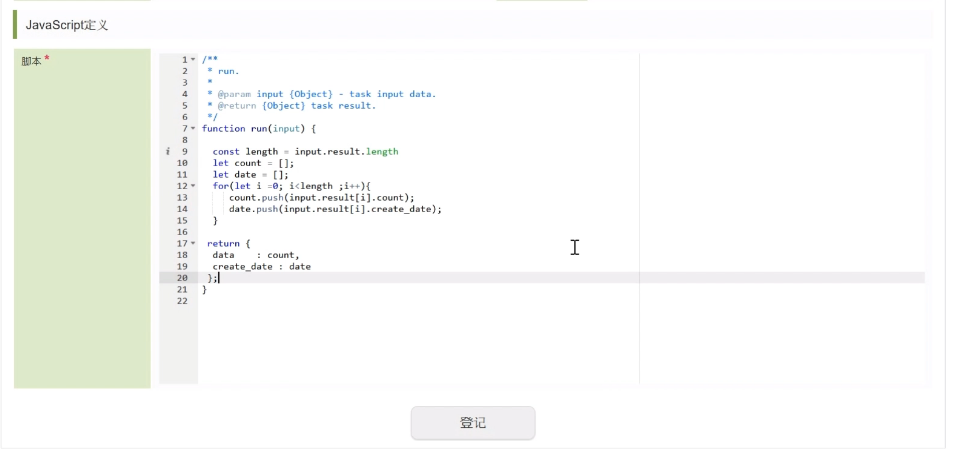 JavaScript定义
脚本 *
1 /**
2 * run.
3 *
4 * @param input {Object} - task input data.
5 * @return {Object} task result.
6 */
7 function run(input) {
8
i 9 const length = input.result.length
10 let count = [];
11 let date = [];
12 for(let i =0; i<length ;i++){
13 count.push(input.result[i].count);
14 date.push(input.result[i].create_date);
15 }
16
17 return {
18 data : count,
19 create_date : date
20 };
21 }
22
登记